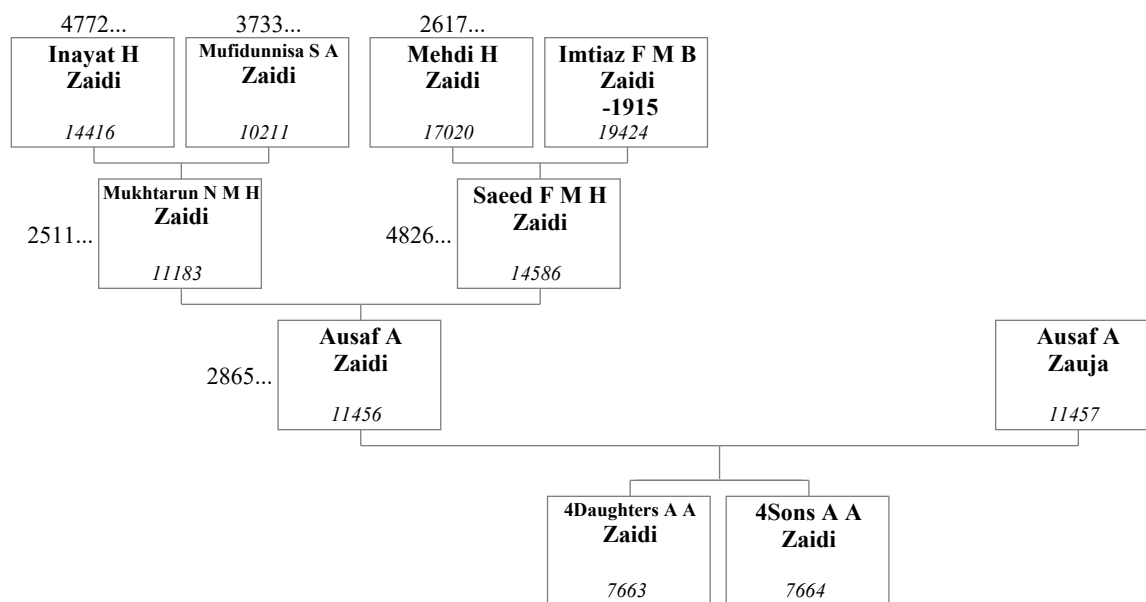 4772...
3733...
2617...
Inayat H
Zaidi
14416
Mufidunnisa S A
Zaidi
10211
Mehdi H
Zaidi
17020
Imtiaz F M B
Zaidi
-1915
19424
2511...
Mukhtarun N M H
Zaidi
11183
4826...
Saeed F M H
Zaidi
14586
2865...
Ausaf A
Zaidi
11456
Ausaf A
Zauja
11457
4Daughters A A
Zaidi
7663
4Sons A A
Zaidi
7664